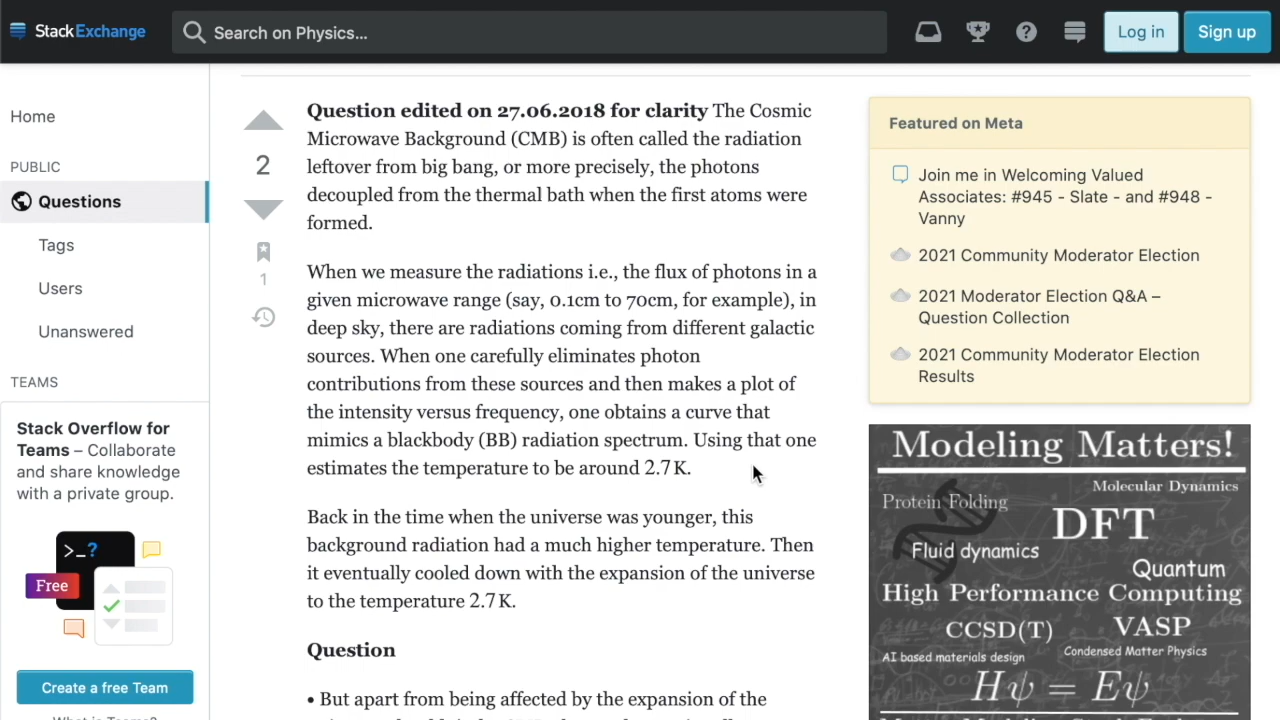 StackExchange
Search on Physics...
Log in
Sign up
Home
PUBLIC
Questions
Tags
Users
Unanswered
TEAMS
Stack Overflow for
Teams – Collaborate
and share knowledge
with a private group.
>_?
Free
Create a free Team
What is Teams?
2
1
Question edited on 27.06.2018 for clarity The Cosmic
Microwave Background (CMB) is often called the radiation
leftover from big bang, or more precisely, the photons
decoupled from the thermal bath when the first atoms were
formed.
When we measure the radiations i.e., the flux of photons in a
given microwave range (say, 0.1cm to 70cm, for example), in
deep sky, there are radiations coming from different galactic
sources. When one carefully eliminates photon
contributions from these sources and then makes a plot of
the intensity versus frequency, one obtains a curve that
mimics a blackbody (BB) radiation spectrum. Using that one
estimates the temperature to be around 2.7 K.
Back in the time when the universe was younger, this
background radiation had a much higher temperature. Then
it eventually cooled down with the expansion of the universe
to the temperature 2.7 K.
Question
• But apart from being affected by the expansion of the
Featured on Meta
Join me in Welcoming Valued
Associates: #945 - Slate - and #948 -
Vanny
2021 Community Moderator Election
2021 Moderator Election Q&A –
Question Collection
2021 Community Moderator Election
Results
Modeling Matters!
Molecular Dynamics
Protein Folding
DFT
Fluid dynamics
Quantum
High Performance Computing
CCSD(T)
VASP
AI based materials design
Condensed Matter Physics
Hψ = Eψ